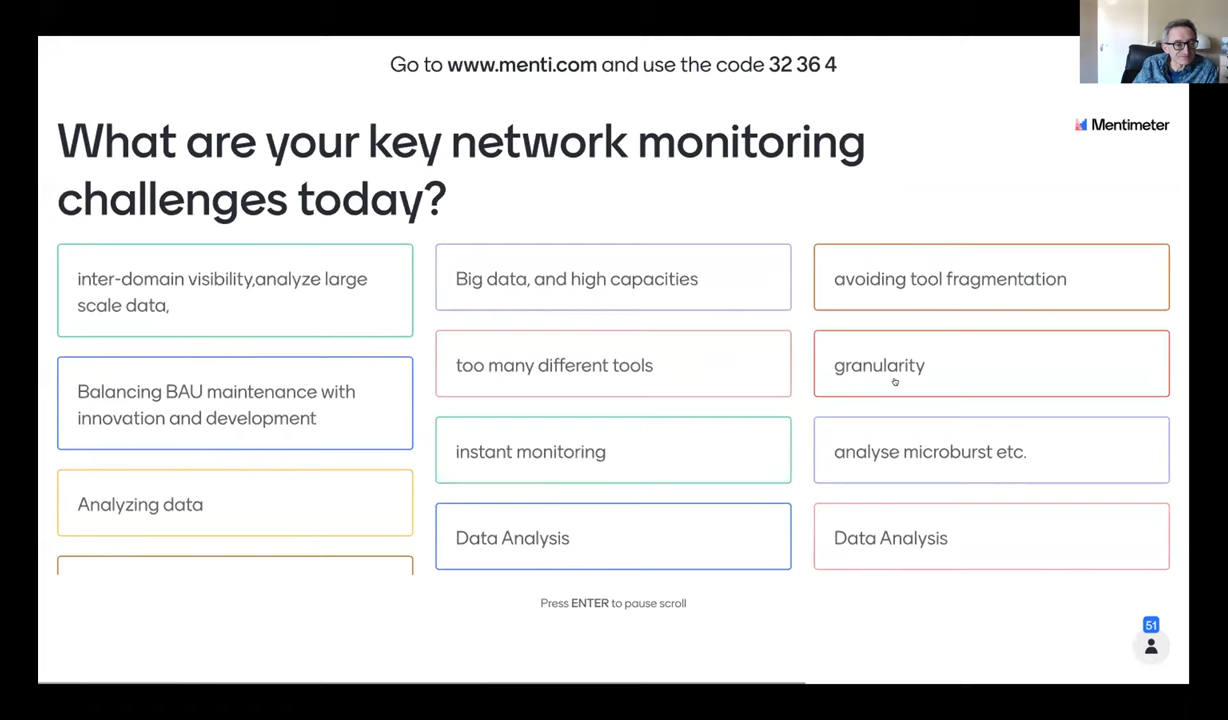 Go to www.menti.com and use the code 32 36 4
Mentimeter
What are your key network monitoring
challenges today?
inter-domain visibility,analyze large
scale data,
Balancing BAU maintenance with
innovation and development
Analyzing data
Big data, and high capacities
too many different tools
instant monitoring
Data Analysis
avoiding tool fragmentation
granularity
analyse microburst etc.
Data Analysis
Press ENTER to pause scroll
51